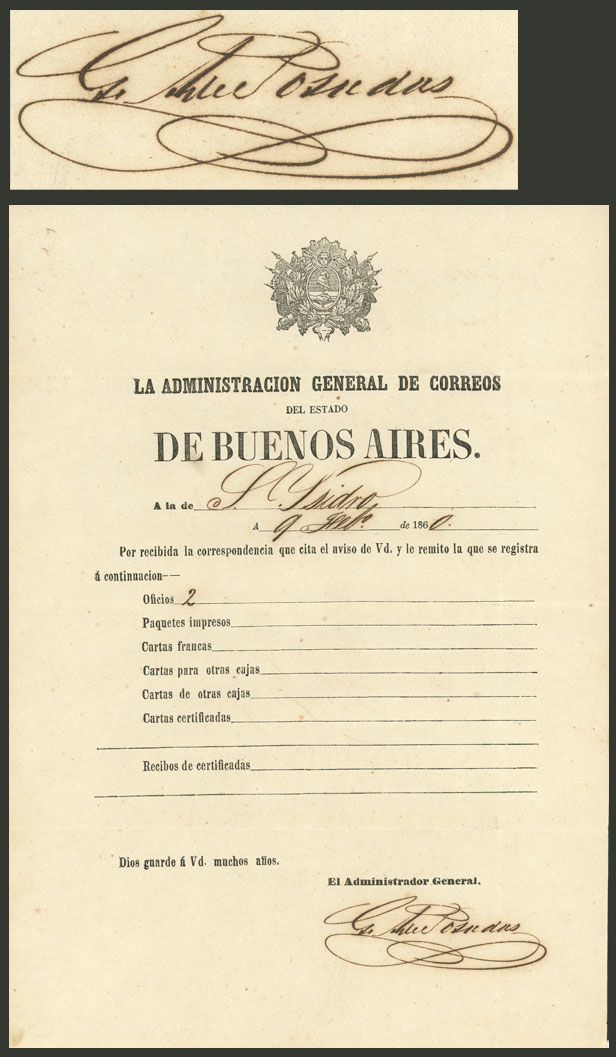 Posadas
LA ADMINISTRACION GENERAL DE CORREOS
DEL ESTADO
DE BUENOS AIRES.
A la de S. Ysidro
A 9 de 1860.
Por recibida la correspondencia que cita el aviso de Vd. y le remito la que se registra
á continuacion—
Oficios 2
Paquetes impresos
Cartas francas
Cartas para otras cajas
Cartas de otras cajas
Cartas certificadas
Recibos de certificadas
Dios guarde á Vd. muchos años.
El Administrador General.
Posadas